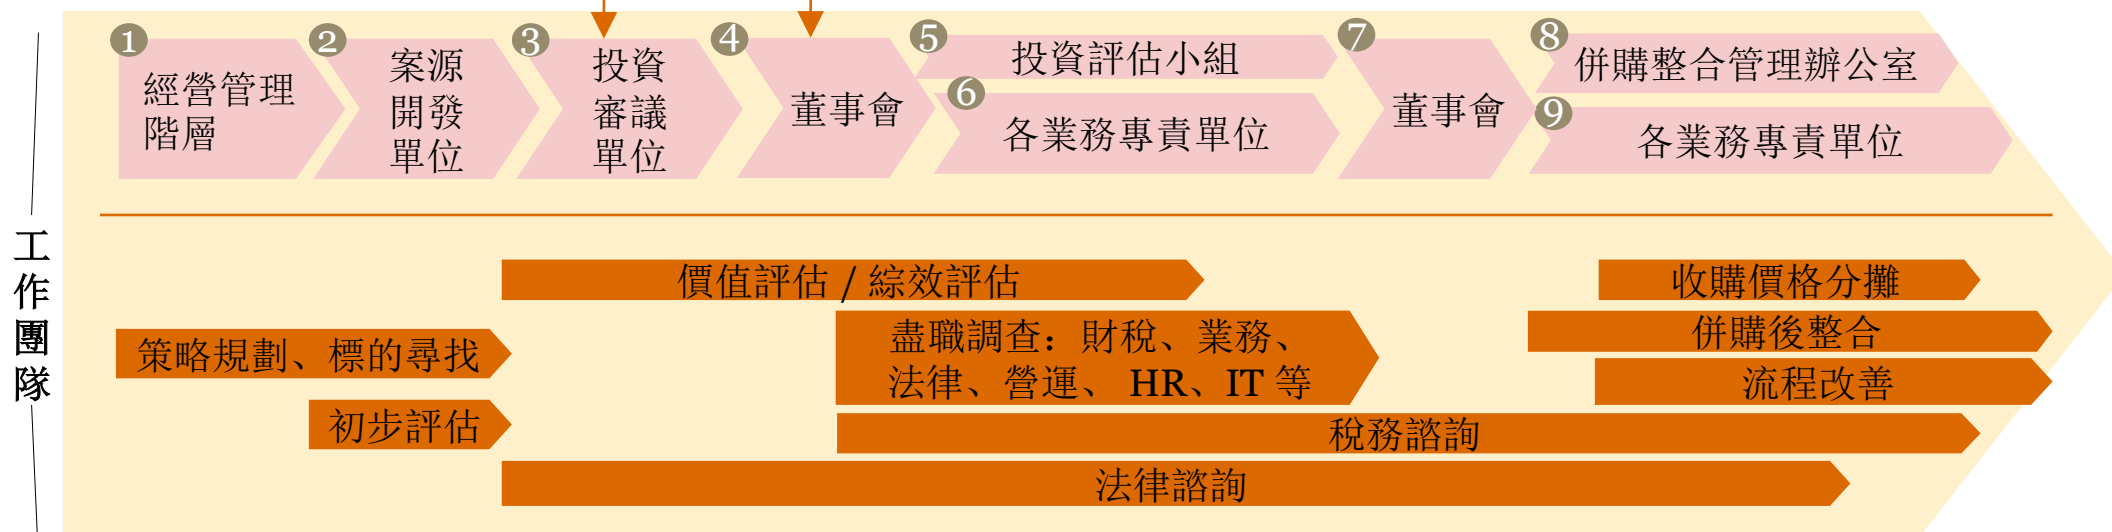 工作團隊
1
經營管理
階層
2
案源
開發
單位
3
投資
審議
單位
4
董事會
5
投資評估小組
6
各業務專責單位
7
董事會
8
併購整合管理辦公室
9
各業務專責單位
價值評估 / 綜效評估
收購價格分攤
策略規劃、標的尋找
盡職調查：財稅、業務、
法律、營運、 HR、IT 等
併購後整合
流程改善
初步評估
稅務諮詢
法律諮詢